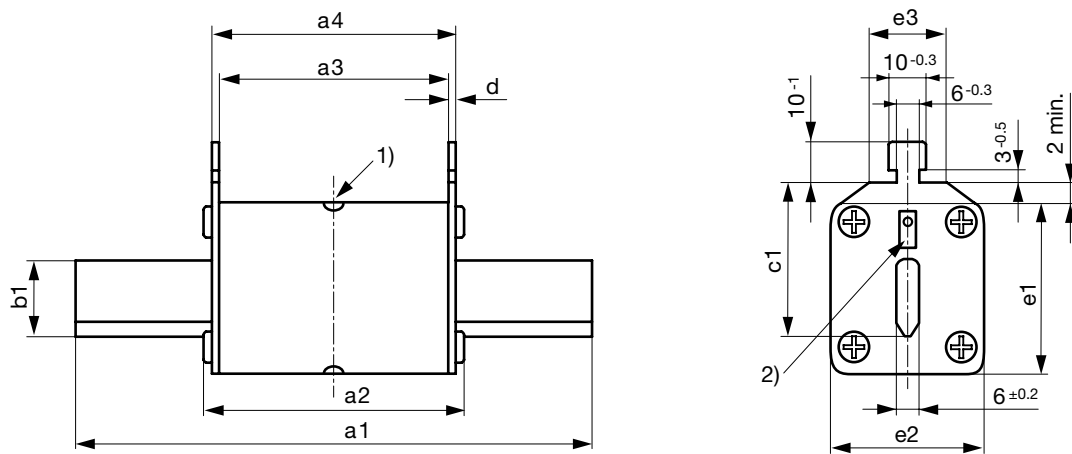 a4
a3
d
1)
b1
a2
a1
e3
10 -0.3
6 -0.3
10 -1
3 -0.5
2 min.
c1
e1
2)
6 ±0.2
e2